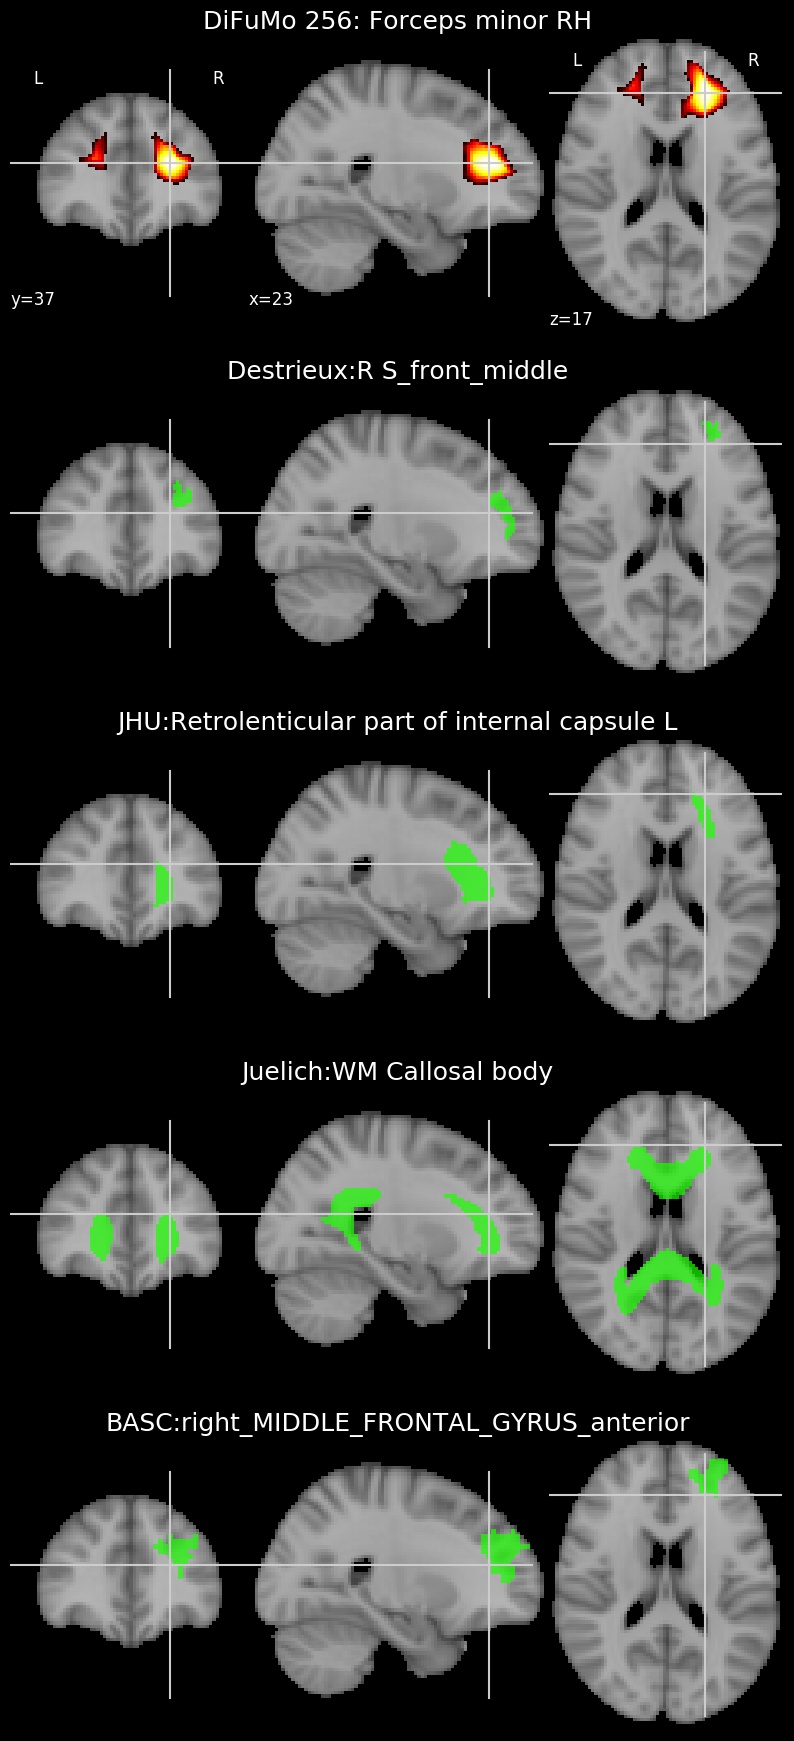 DiFuMo 256: Forceps minor RH
L R L R
y=37 x=23 z=17
Destrieux:R S_front_middle
JHU:Retrolenticular part of internal capsule L
Juelich:WM Callosal body
BASC:right_MIDDLE_FRONTAL_GYRUS_anterior